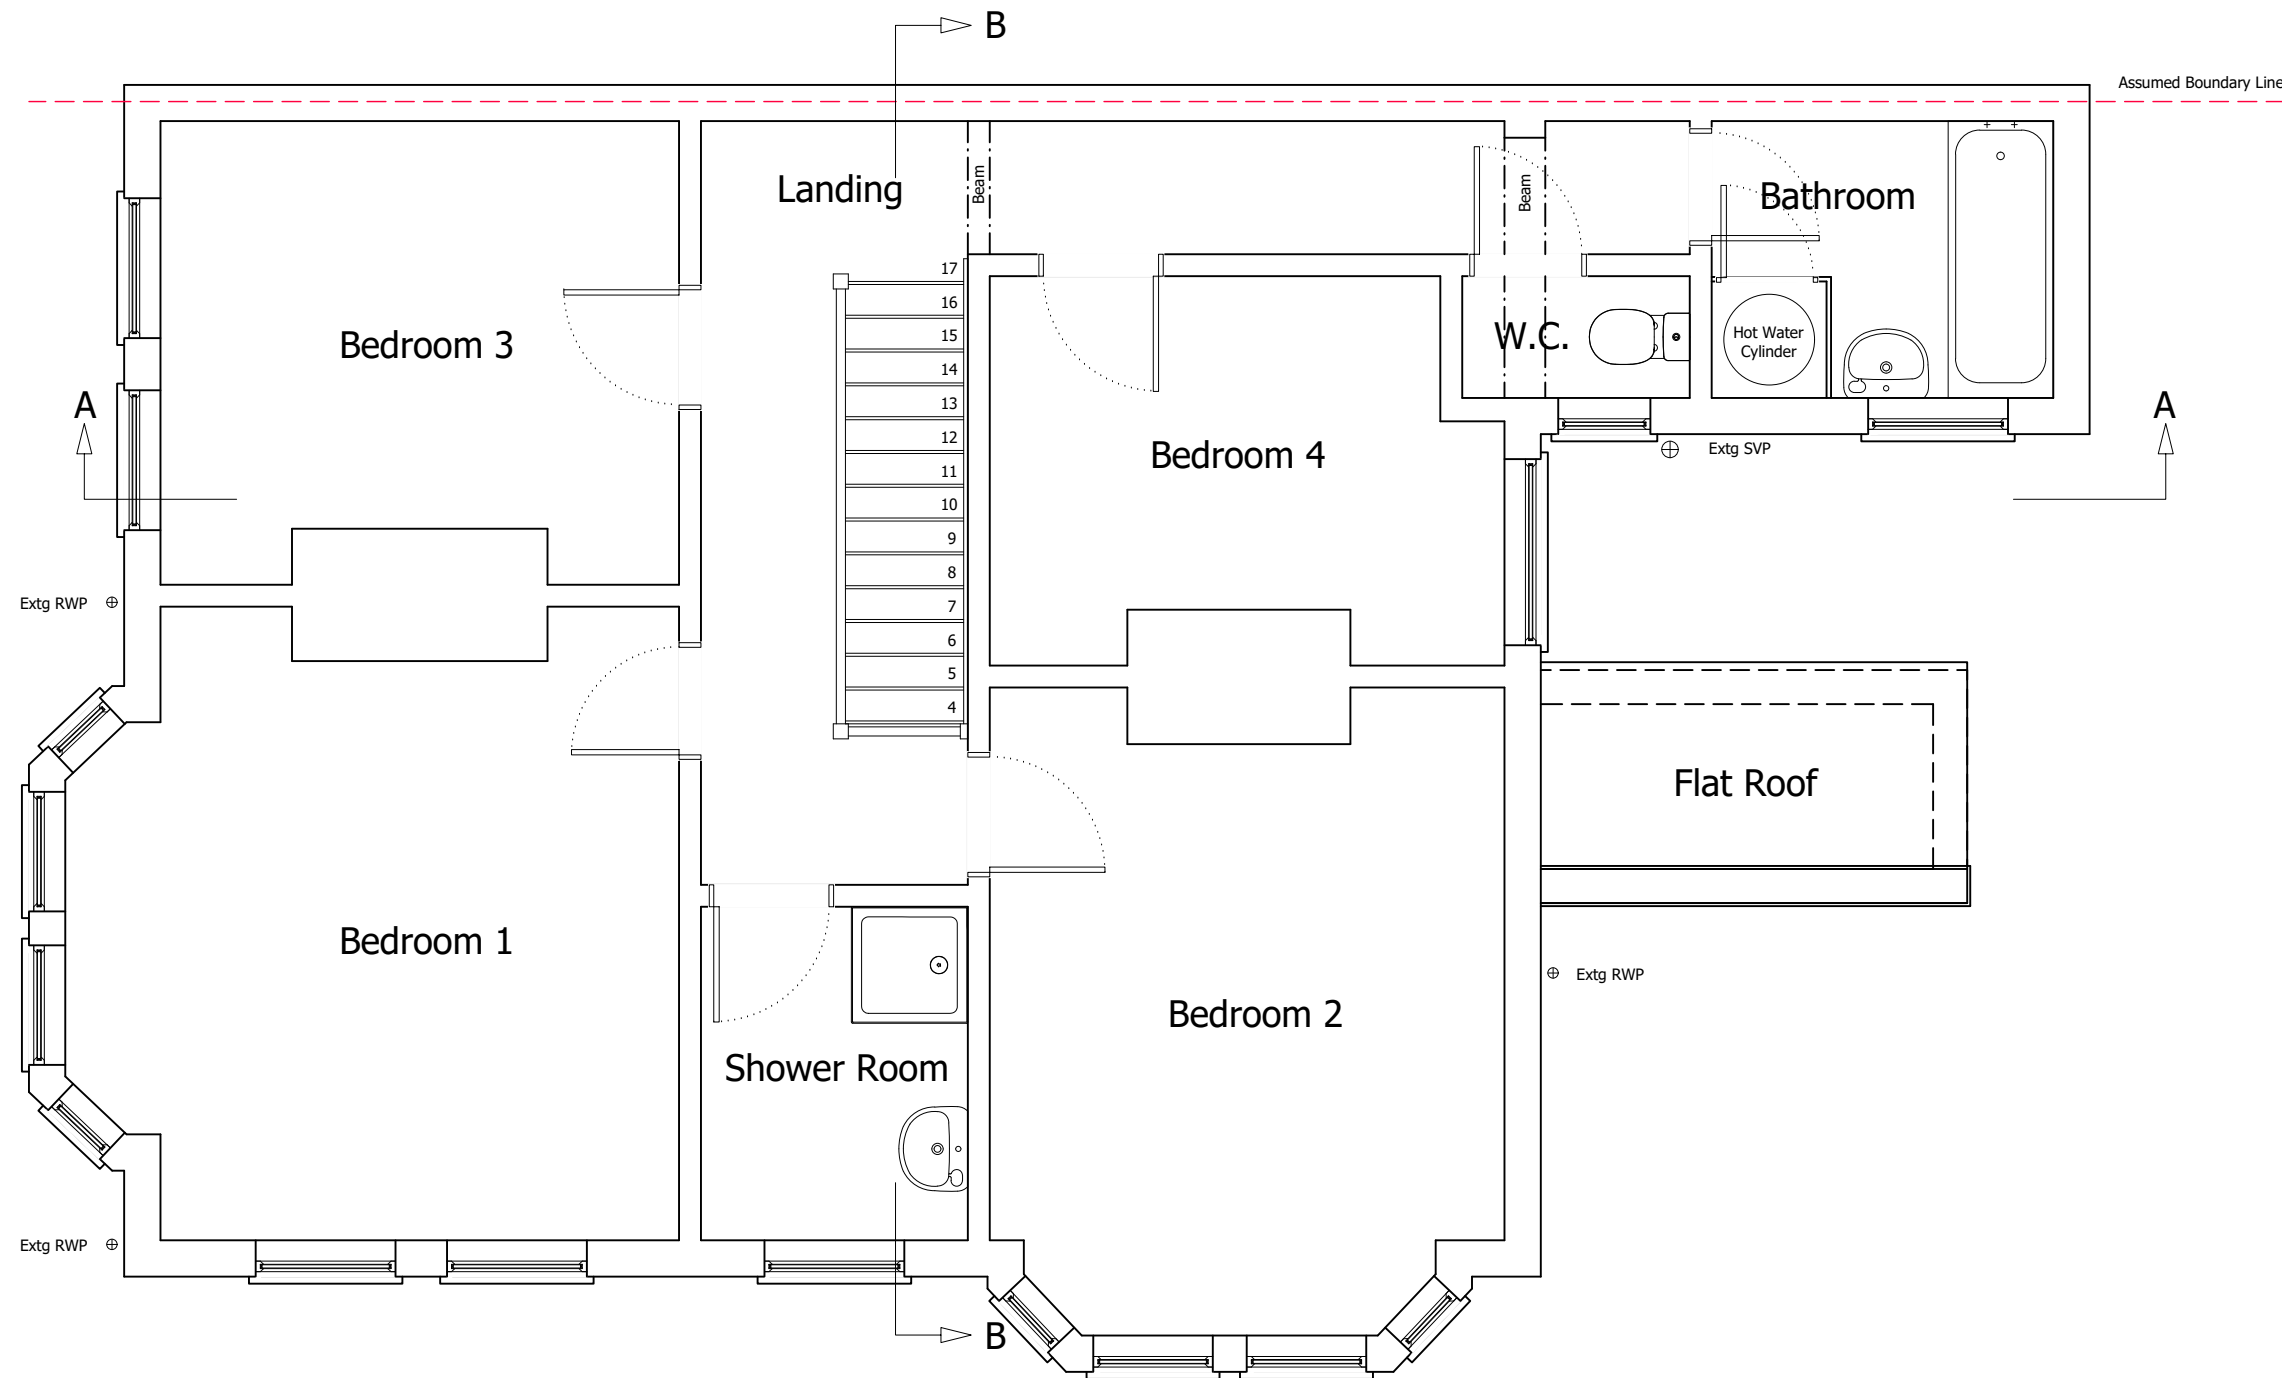 B
Assumed Boundary Line
Landing
Beam
Beam
Bathroom
17
16
15
14
13
12
11
10
9
8
7
6
5
4
Bedroom 3
W.C.
Hot Water
Cylinder
A
A
Bedroom 4
Extg SVP
Extg RWP
Flat Roof
Bedroom 1
Extg RWP
Bedroom 2
Shower Room
Extg RWP
B